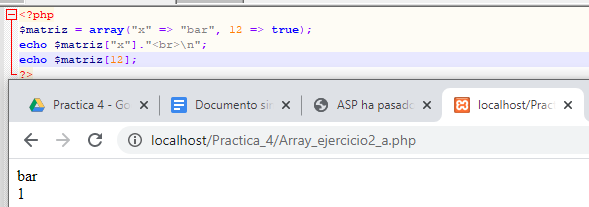 <?php
$matriz = array("x" => "bar", 12 => true);
echo $matriz["x"]."<br>\n";
echo $matriz[12];
?>
Practica 4 - Go
Documento sin
ASP ha pasado
localhost/Prac
localhost/Practica_4/Array_ejercicio2_a.php
bar
1